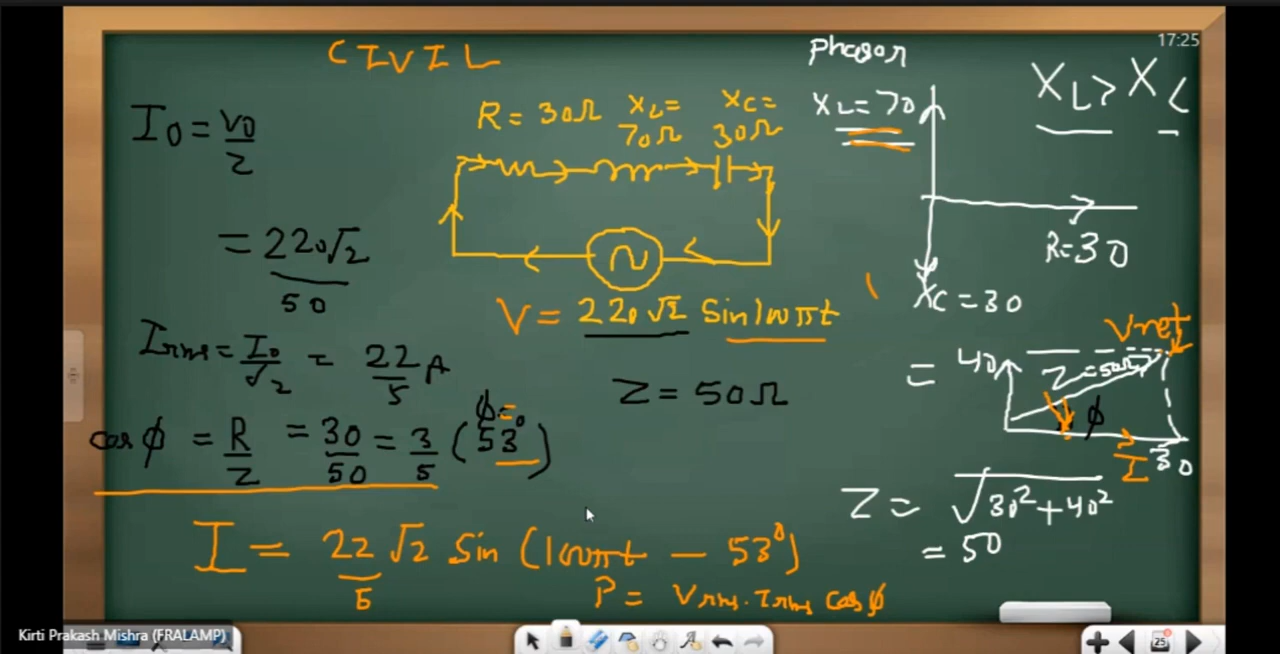 CIVIL
Phasor
17:25
I0 = V0/Z
= 220√2/50
Irms = I0/√2 = 22/5 A
cos φ = R/Z = 30/50 = 3/5 (53°)
φ=
R = 30Ω XL= 70Ω XC= 30Ω
V = 220√2 Sin100πt
Z = 50Ω
XL=70
XL > XC
R=30
XC = 30
Vnet
= 40
Z=50Ω
φ
I 30
Z = √30²+40²
= 50
I = 22/5 √2 Sin (100πt − 53°)
P = Vrms. Irms Cos φ
Kirti Prakash Mishra (FRALAMP)
25